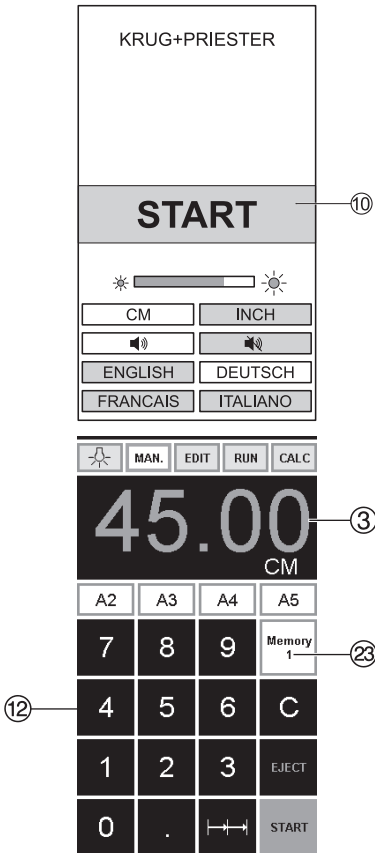 KRUG+PRIESTER
START ⑩
CM INCH
ENGLISH DEUTSCH
FRANCAIS ITALIANO
MAN. EDIT RUN CALC
45.00 ③
CM
A2 A3 A4 A5
7 8 9 Memory 1 ㉓
⑫ 4 5 6 C
1 2 3 EJECT
0 . START